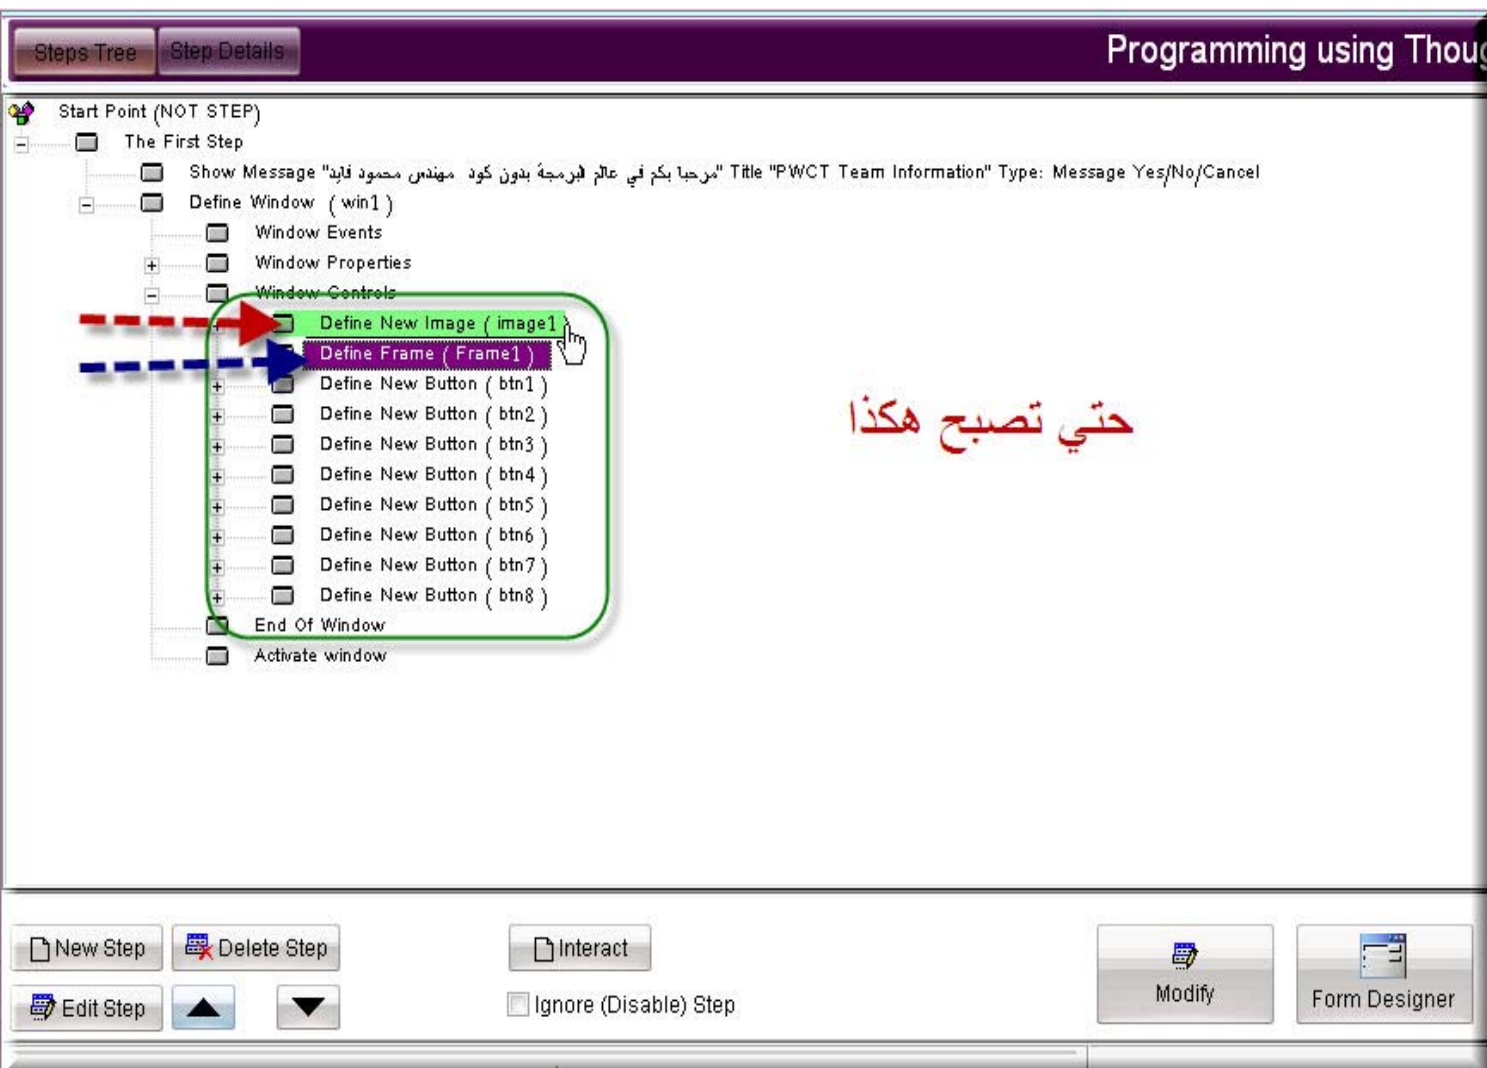 Steps Tree
Step Details
Programming using Thoug
Start Point (NOT STEP)
The First Step
Show Message "مرحبا بكم في عالم البرمجة بدون كود مهندس محمود فايد" Title "PWCT Team Information" Type: Message Yes/No/Cancel
Define Window ( win1 )
Window Events
Window Properties
Window Controls
Define New Image ( image1 )
Define Frame ( Frame1 )
Define New Button ( btn1 )
Define New Button ( btn2 )
حتي تصبح هكذا
Define New Button ( btn3 )
Define New Button ( btn4 )
Define New Button ( btn5 )
Define New Button ( btn6 )
Define New Button ( btn7 )
Define New Button ( btn8 )
End Of Window
Activate window
New Step
Delete Step
Interact
Edit Step
Ignore (Disable) Step
Modify
Form Designer